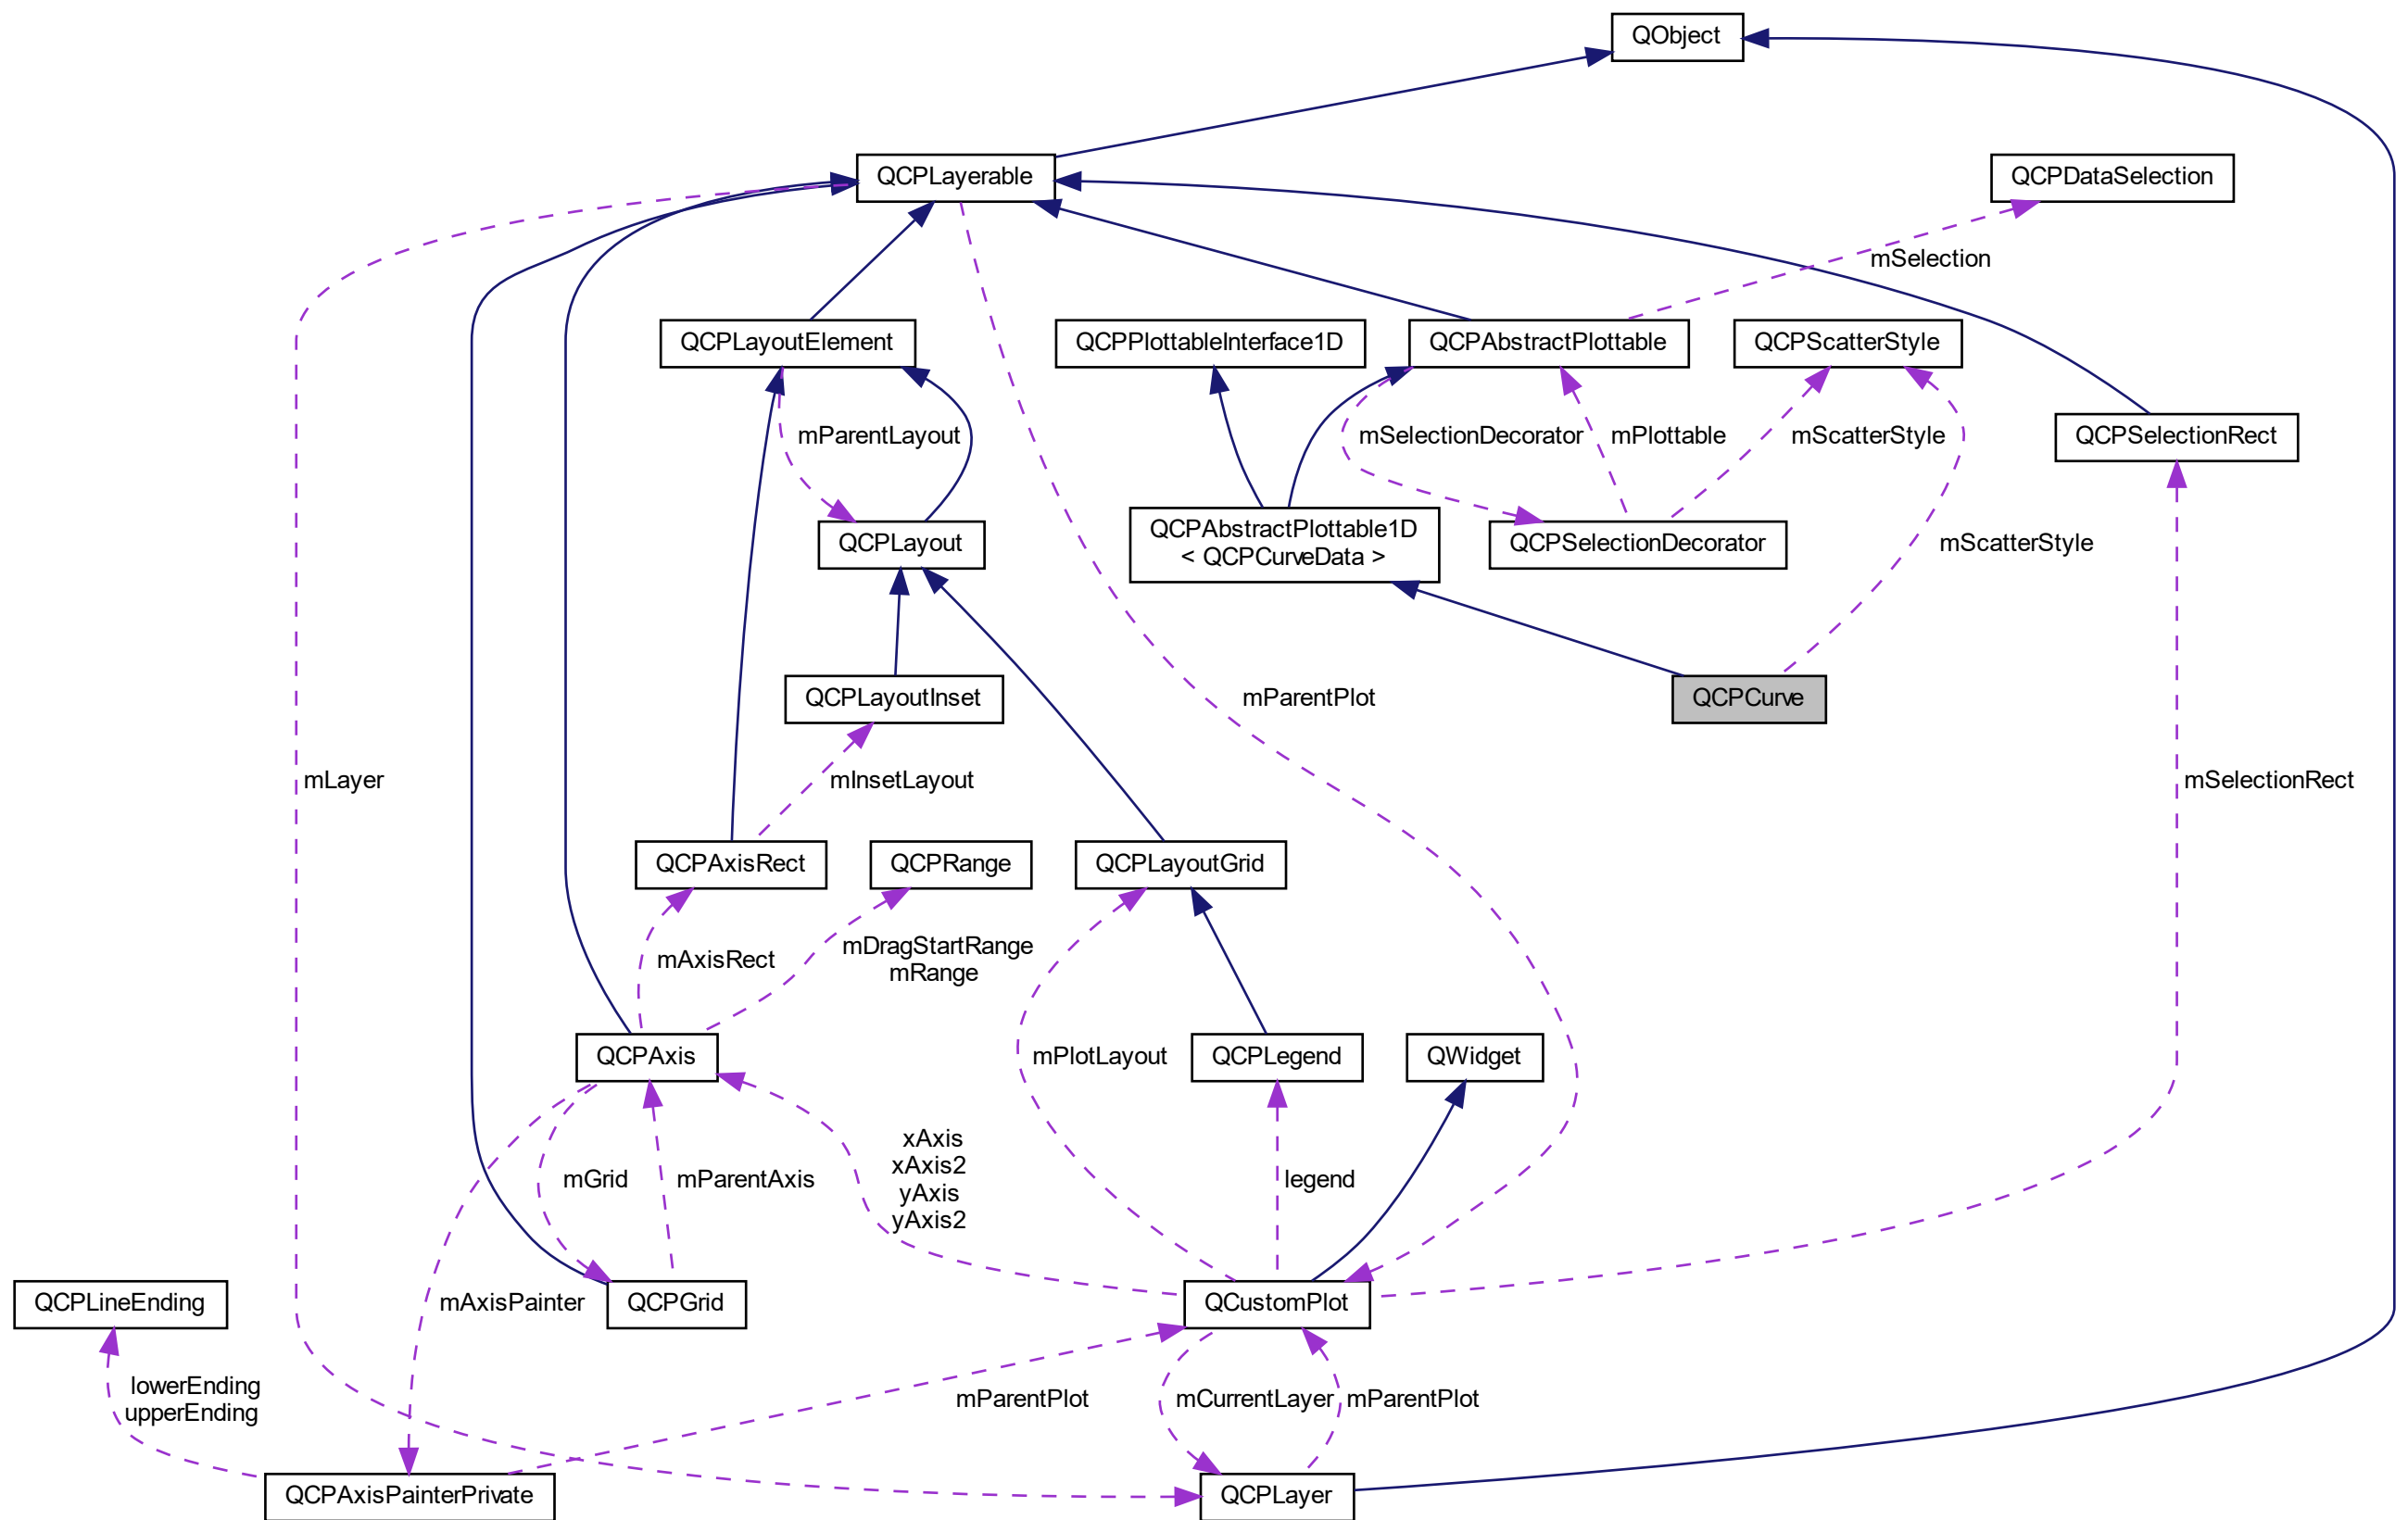 QObject
QCPLayerable
QCPDataSelection
mSelection
QCPLayoutElement
QCPPlottableInterface1D
QCPAbstractPlottable
QCPScatterStyle
mParentLayout
mSelectionDecorator
mPlottable
mScatterStyle
QCPSelectionRect
QCPLayout
QCPAbstractPlottable1D
< QCPCurveData >
QCPSelectionDecorator
mScatterStyle
QCPLayoutInset
mParentPlot
QCPCurve
mLayer
mInsetLayout
mSelectionRect
QCPAxisRect
QCPRange
QCPLayoutGrid
mAxisRect
mDragStartRange
mRange
QCPAxis
mPlotLayout
QCPLegend
QWidget
mGrid
mParentAxis
xAxis
xAxis2
yAxis
yAxis2
legend
QCPLineEnding
mAxisPainter
QCPGrid
QCustomPlot
lowerEnding
upperEnding
mParentPlot
mCurrentLayer
mParentPlot
QCPAxisPainterPrivate
QCPLayer